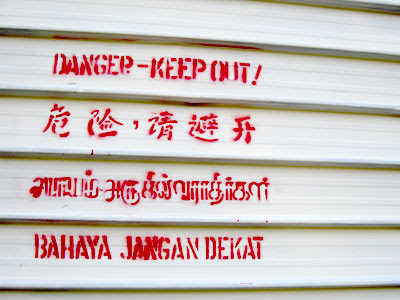 DANGER - KEEP OUT!
危险，请避开
அபாயம் அருகில் வராதீர்கள்
BAHAYA JANGAN DEKAT